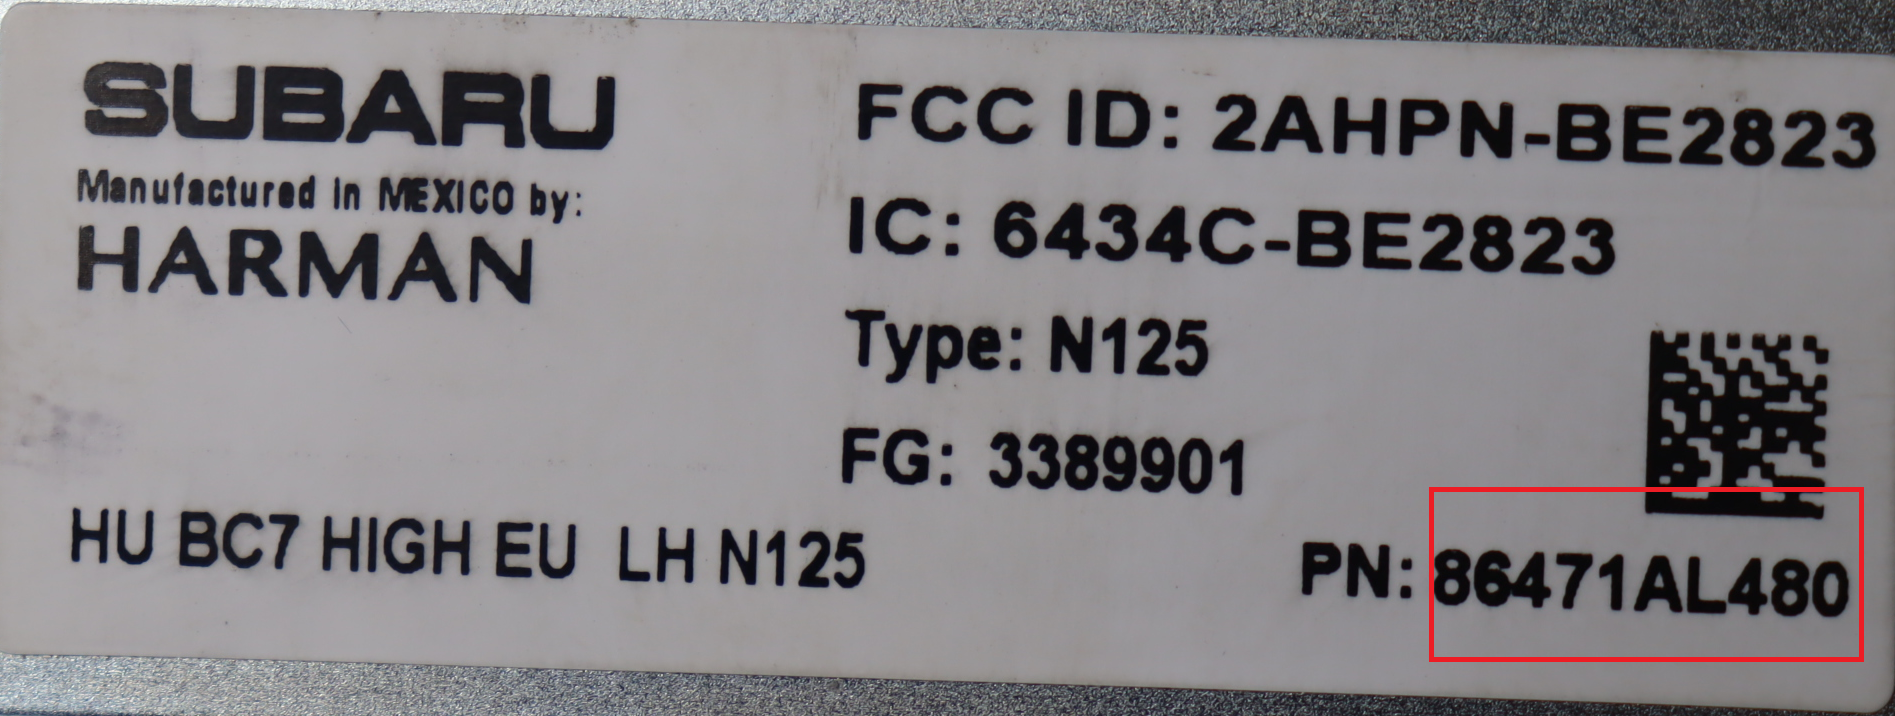 SUBARU
Manufactured in MEXICO by:
HARMAN
FCC ID: 2AHPN-BE2823
IC: 6434C-BE2823
Type: N125
FG: 3389901
HU BC7 HIGH EU LH N125
PN: 86471AL480